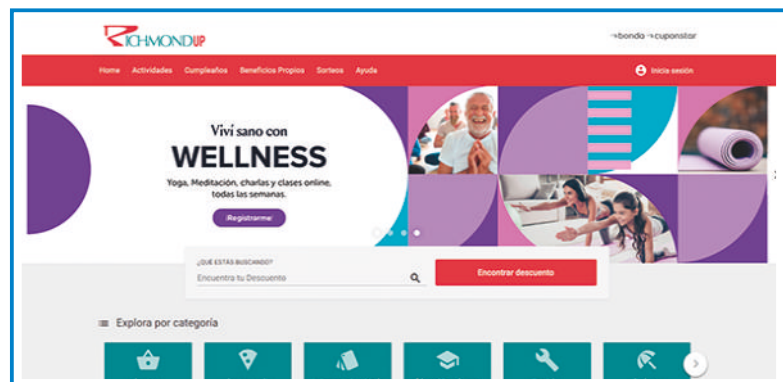 RICHMONDUP
bonda cuponstar
Home Actividades Cumpleaños Beneficios Propios Sorteos Ayuda Inicia sesión
Viví sano con
WELLNESS
Yoga, Meditación, charlas y clases online,
todas las semanas.
¡Registrarme!
¿QUÉ ESTÁS BUSCANDO?
Encuentra tu Descuento
Encontrar descuento
Explora por categoría